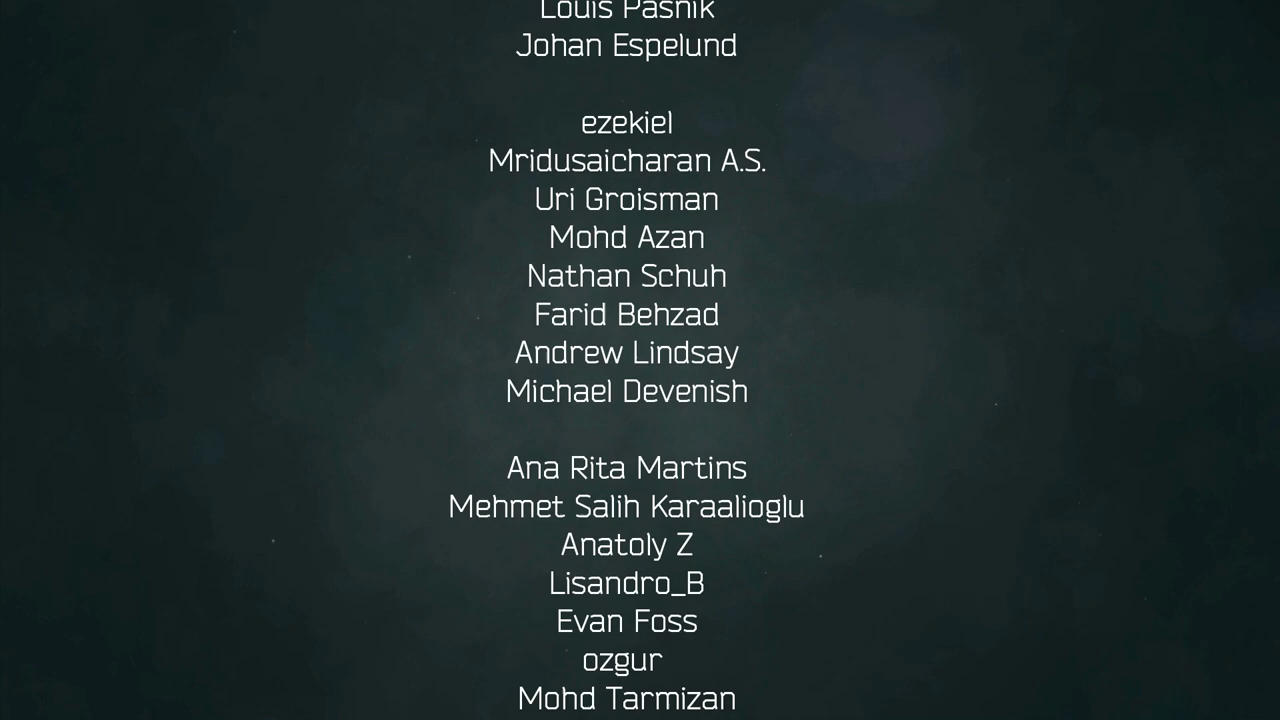 Louis Pasnik
Johan Espelund
ezekiel
Mridusaicharan A.S.
Uri Groisman
Mohd Azan
Nathan Schuh
Farid Behzad
Andrew Lindsay
Michael Devenish
Ana Rita Martins
Mehmet Salih Karaalioglu
Anatoly Z
Lisandro_B
Evan Foss
ozgur
Mohd Tarmizan